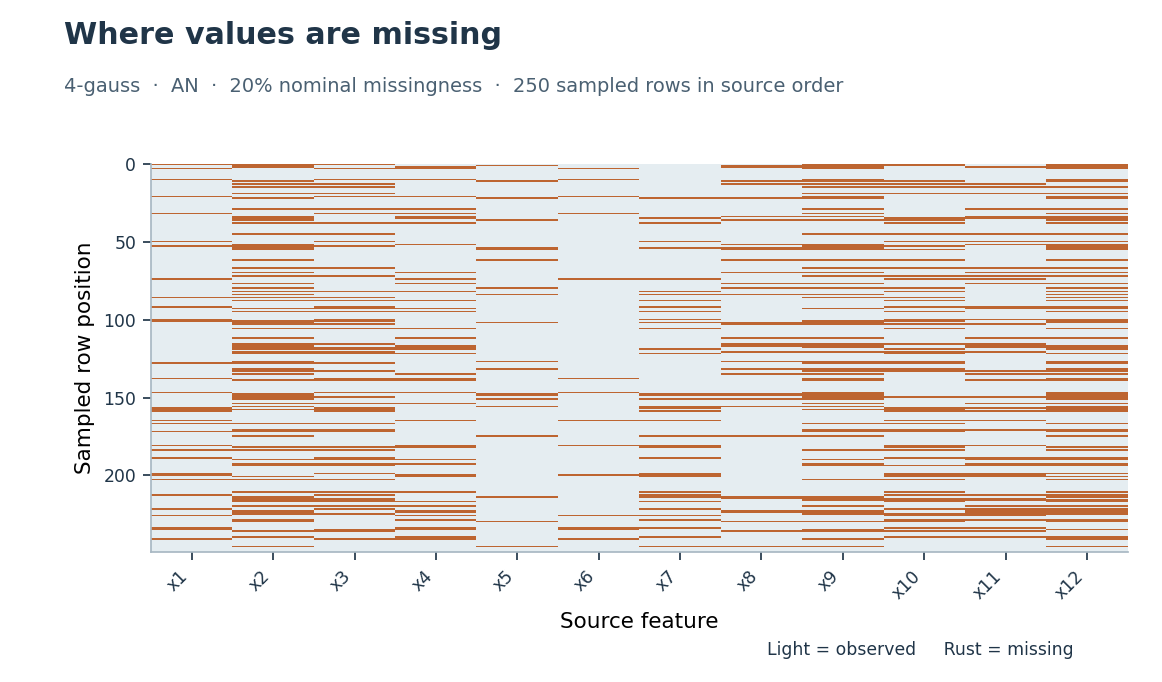 Where values are missing
4-gauss · AN · 20% nominal missingness · 250 sampled rows in source order
0
50
100
150
200
Sampled row position
x1 x2 x3 x4 x5 x6 x7 x8 x9 x10 x11 x12
Source feature
Light = observed Rust = missing